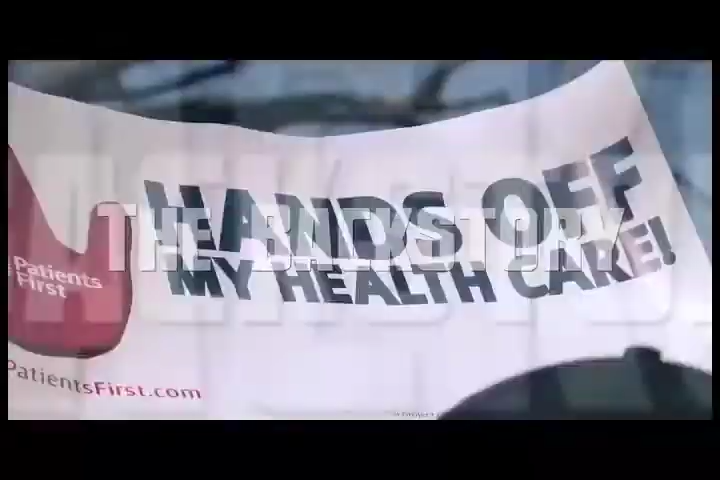 HANDS OFF
THE BACKSTORY
MY HEALTH CARE!
Patients
First
PatientsFirst.com